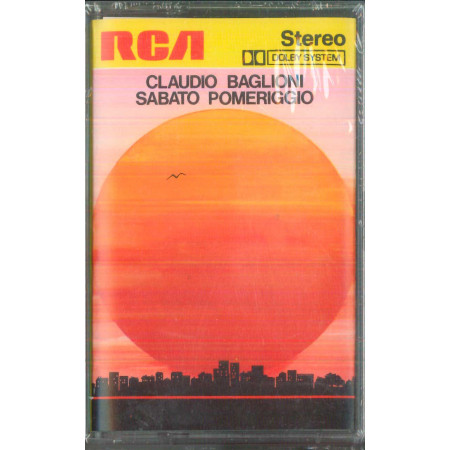 RCA
Stereo
DOLBY SYSTEM
CLAUDIO BAGLIONI
SABATO POMERIGGIO